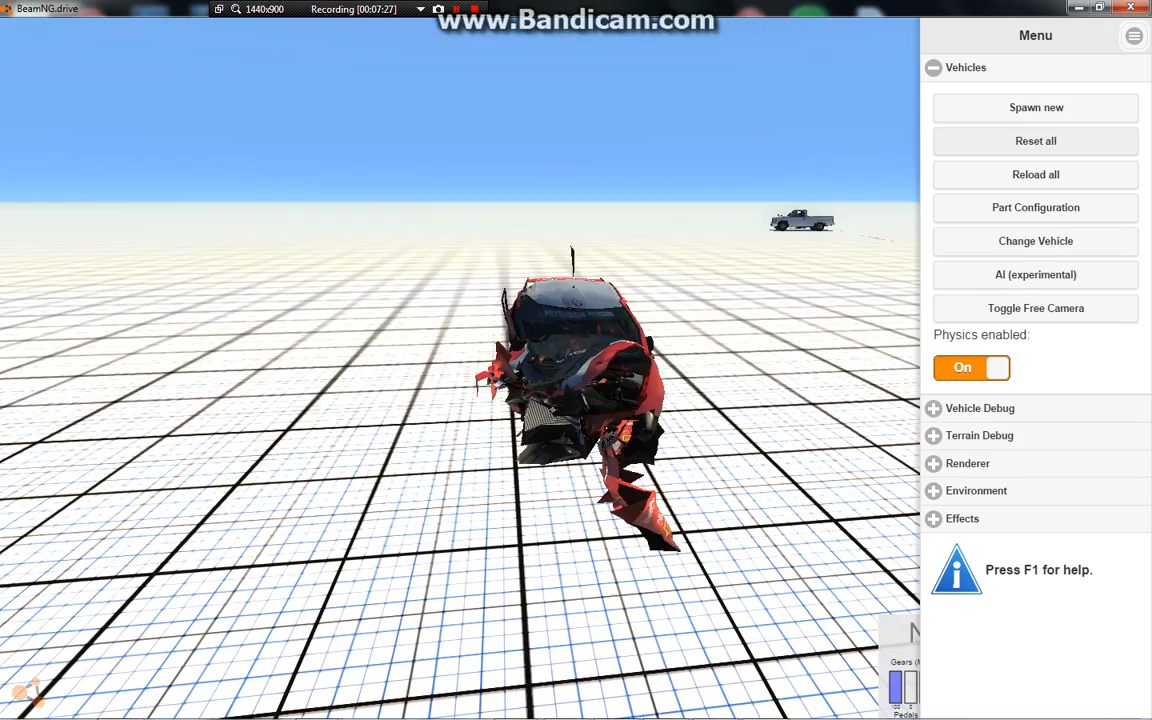 BeamNG.drive
1440x900
Recording [00:07:27]
www.Bandicam.com
Menu
Vehicles
Spawn new
Reset all
Reload all
Part Configuration
Change Vehicle
AI (experimental)
Toggle Free Camera
Physics enabled:
On
Vehicle Debug
Terrain Debug
Renderer
Environment
Effects
Press F1 for help.
N
Gears
Pedals